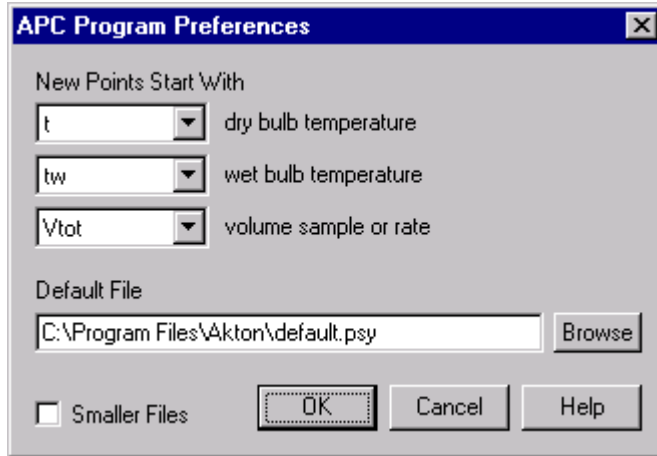 APC Program Preferences
New Points Start With
t dry bulb temperature
tw wet bulb temperature
Vtot volume sample or rate
Default File
C:\Program Files\Akton\default.psy Browse
Smaller Files OK Cancel Help